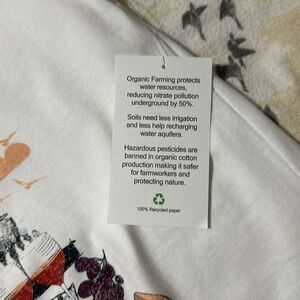 Organic Farming protects
water resources,
reducing nitrate pollution
underground by 50%.
Soils need less irrigation
and less help recharging
water aquifers.
Hazardous pesticides are
banned in organic cotton
production making it safer
for farmworkers and
protecting nature.
100% Recycled paper